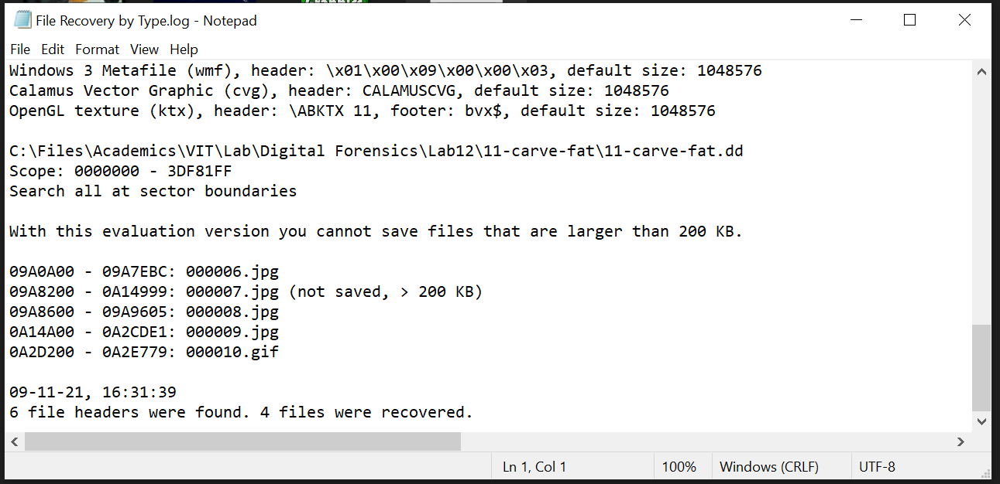 File Recovery by Type.log - Notepad
File Edit Format View Help
Windows 3 Metafile (wmf), header: \x01\x00\x09\x00\x00\x03, default size: 1048576
Calamus Vector Graphic (cvg), header: CALAMUSCVG, default size: 1048576
OpenGL texture (ktx), header: \ABKTX 11, footer: bvx$, default size: 1048576
C:\Files\Academics\VIT\Lab\Digital Forensics\Lab12\11-carve-fat\11-carve-fat.dd
Scope: 0000000 - 3DF81FF
Search all at sector boundaries
With this evaluation version you cannot save files that are larger than 200 KB.
09A0A00 - 09A7EBC: 000006.jpg
09A8200 - 0A14999: 000007.jpg (not saved, > 200 KB)
09A8600 - 09A9605: 000008.jpg
0A14A00 - 0A2CDE1: 000009.jpg
0A2D200 - 0A2E779: 000010.gif
09-11-21, 16:31:39
6 file headers were found. 4 files were recovered.
Ln 1, Col 1 100% Windows (CRLF) UTF-8